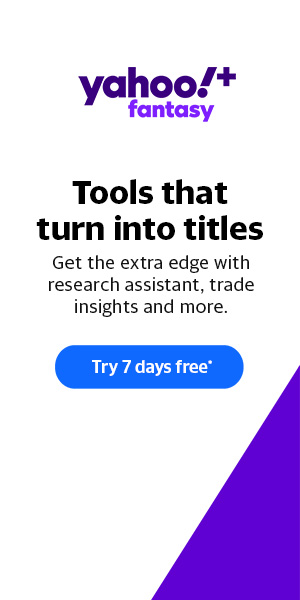 yahoo!+
fantasy
Tools that
turn into titles
Get the extra edge with
research assistant, trade
insights and more.
Try 7 days free*